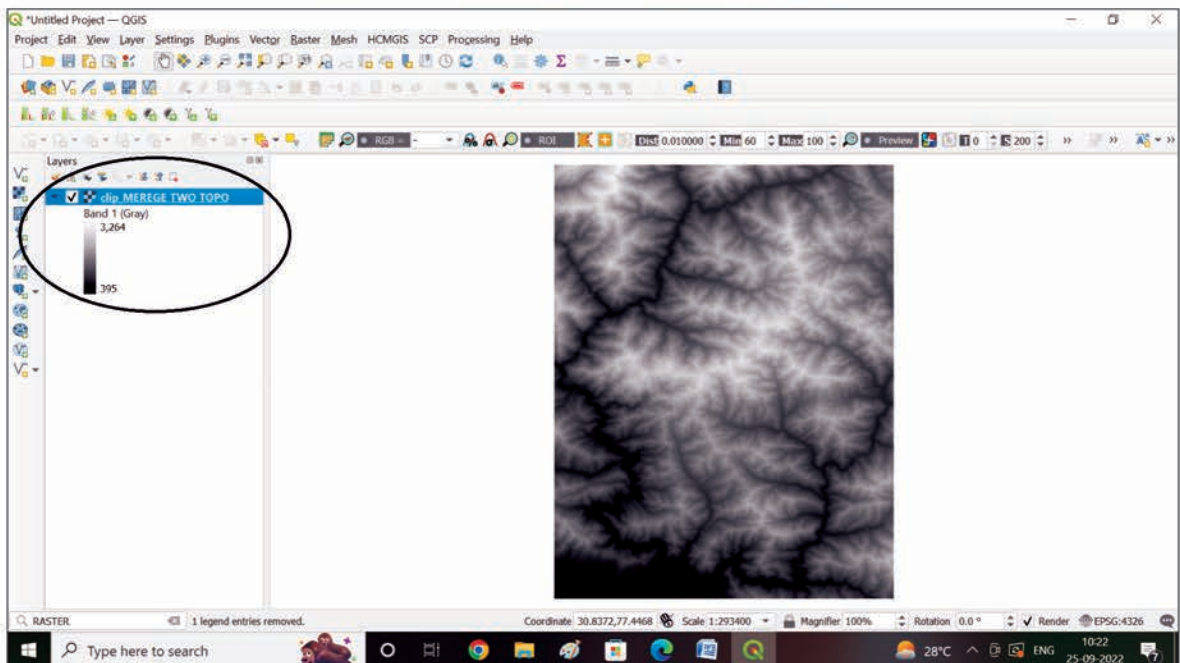 *Untitled Project — QGIS
Project Edit View Layer Settings Plugins Vector Raster Mesh HCMGIS SCP Processing Help
RGB = - ROI Dist 0.010000 Min 60 Max 100 Preview T 0 S 200
Layers
clip_MEREGE TWO TOPO
Band 1 (Gray)
3,264
395
RASTER 1 legend entries removed. Coordinate 30.8372,77.4468 Scale 1:293400 Magnifier 100% Rotation 0.0 ° Render EPSG:4326
Type here to search 28°C ENG 10:22
25-09-2022